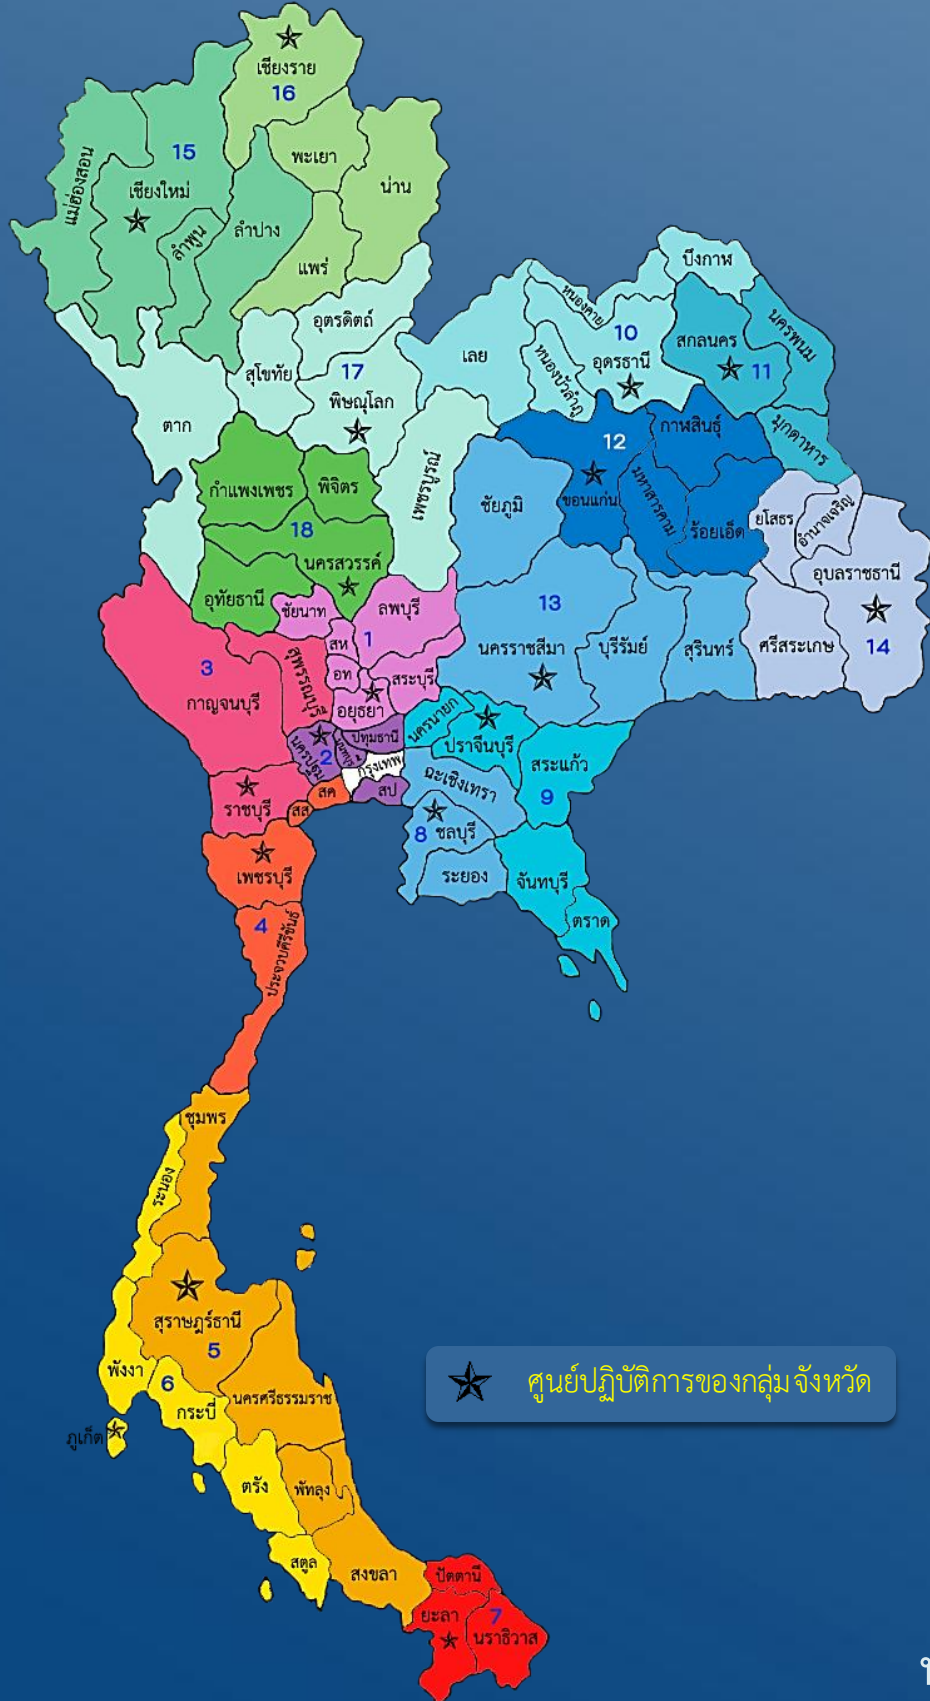 เชียงราย
16
พะเยา
น่าน
แม่ฮ่องสอน
15
เชียงใหม่
ลำพูน
ลำปาง
แพร่
บึงกาฬ
หนองคาย
10
อุดรธานี
สกลนคร
11
นครพนม
เลย
หนองบัวลำภู
มุกดาหาร
อุตรดิตถ์
สุโขทัย
17
พิษณุโลก
ตาก
เพชรบูรณ์
12
ขอนแก่น
กาฬสินธุ์
มหาสารคาม
ร้อยเอ็ด
กำแพงเพชร
พิจิตร
18
นครสวรรค์
อุทัยธานี
ชัยภูมิ
ยโสธร
อำนาจเจริญ
อุบลราชธานี
14
ศรีสะเกษ
13
นครราชสีมา
บุรีรัมย์
สุรินทร์
ชัยนาท
ลพบุรี
1
สห
อท
สระบุรี
อยุธยา
3
กาญจนบุรี
สุพรรณบุรี
นครปฐม
2
ปทุมธานี
กรุงเทพ
สป
สค
สส
ราชบุรี
นครนายก
ปราจีนบุรี
สระแก้ว
9
ฉะเชิงเทรา
8 ชลบุรี
ระยอง
จันทบุรี
ตราด
เพชรบุรี
4
ประจวบคีรีขันธ์
ชุมพร
ระนอง
สุราษฎร์ธานี
5
พังงา
6
กระบี่
นครศรีธรรมราช
ภูเก็ต
ตรัง
พัทลุง
สตูล
สงขลา
ปัตตานี
ยะลา
7
นราธิวาส
ศูนย์ปฏิบัติการของกลุ่มจังหวัด